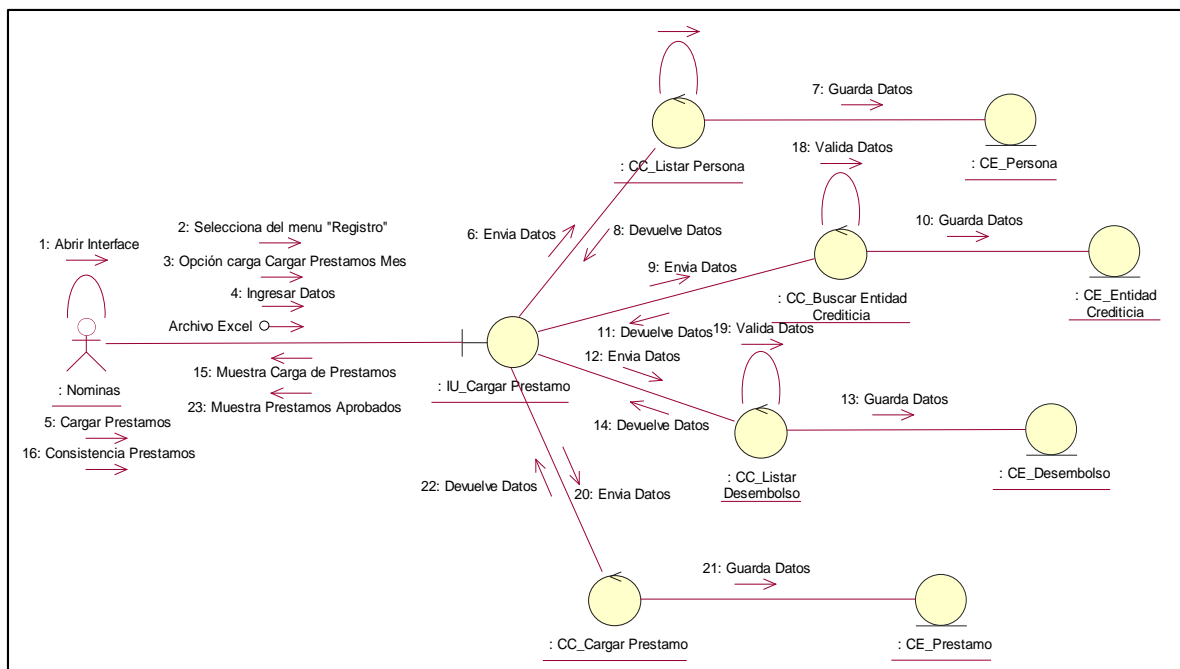 7: Guarda Datos
18: Valida Datos
: CC_Listar Persona
: CE_Persona
2: Selecciona del menu "Registro"
1: Abrir Interface
6: Envia Datos
8: Devuelve Datos
10: Guarda Datos
3: Opción carga Cargar Prestamos Mes
9: Envia Datos
4: Ingresar Datos
: CC_Buscar Entidad
Crediticia
: CE_Entidad
Crediticia
Archivo Excel
11: Devuelve Datos
19: Valida Datos
12: Envia Datos
15: Muestra Carga de Prestamos
: Nominas
: IU_Cargar Prestamo
23: Muestra Prestamos Aprobados
13: Guarda Datos
5: Cargar Prestamos
14: Devuelve Datos
16: Consistencia Prestamos
: CC_Listar
Desembolso
: CE_Desembolso
22: Devuelve Datos
20: Envia Datos
21: Guarda Datos
: CC_Cargar Prestamo
: CE_Prestamo